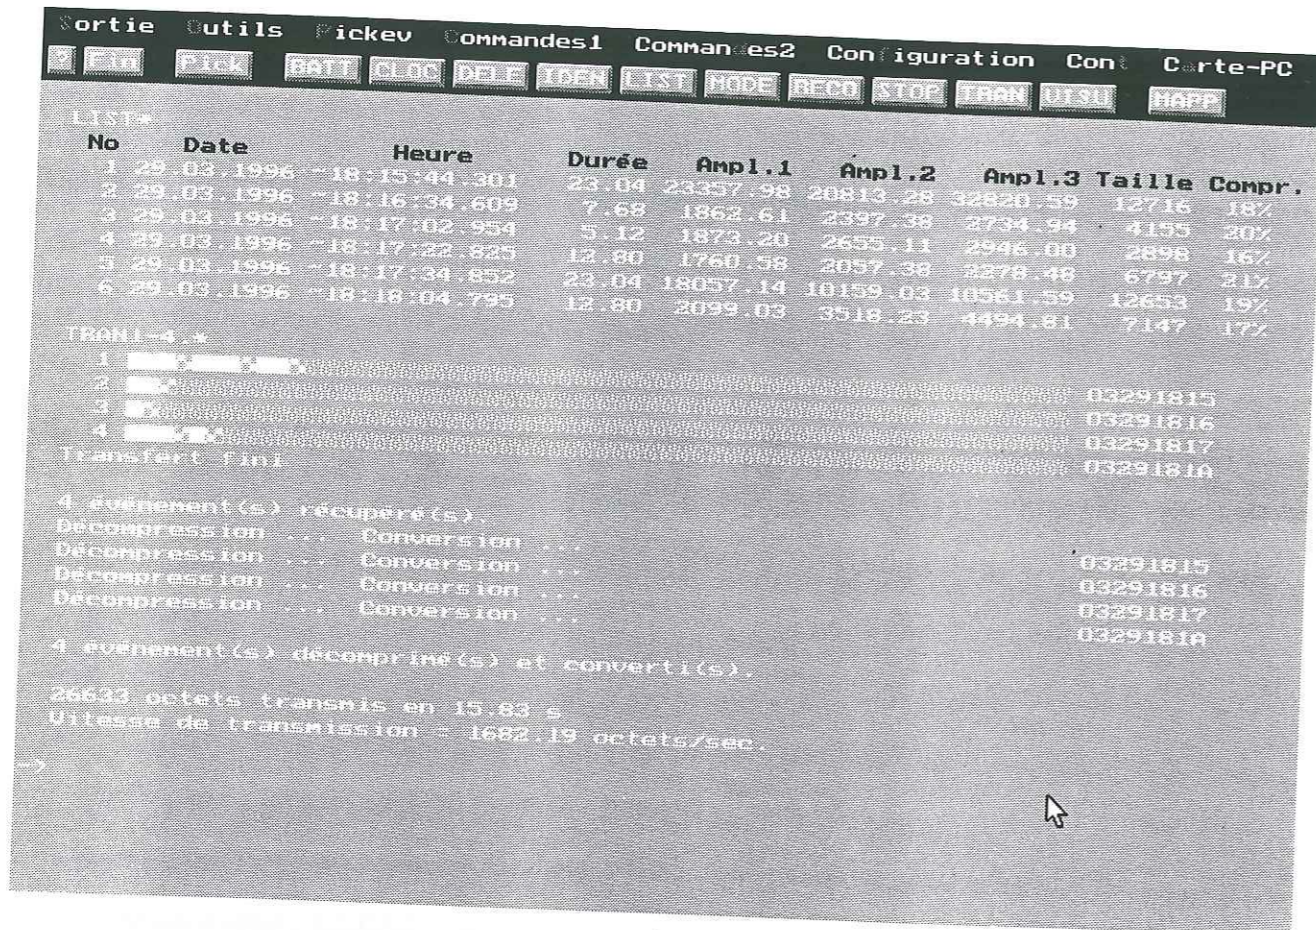 Sortie Outils Pickev Commandes1 Commandes2 Configuration Cont Carte-PC
? Fin Pick BATT CLOC DELE IDEN LIST MODE RECO STOP TRAN VISU MAPP
LIST*
No Date Heure Durée Ampl.1 Ampl.2 Ampl.3 Taille Compr.
1 29.03.1996 ~18:15:44.301 23.04 23357.98 20813.28 32820.59 12716 18%
2 29.03.1996 ~18:16:34.609 7.68 1862.61 2397.38 2734.94 4155 20%
3 29.03.1996 ~18:17:02.954 5.12 1873.20 2655.11 2946.00 2898 16%
4 29.03.1996 ~18:17:22.825 12.80 1760.58 2057.38 2278.48 6797 21%
5 29.03.1996 ~18:17:34.852 23.04 18057.14 10159.03 10561.59 12653 19%
6 29.03.1996 ~18:18:04.795 12.80 2099.03 3518.23 4494.81 7147 17%
TRAN1-4.*
1 03291815
2 03291816
3 03291817
4 0329181A
Transfert fini
4 événement(s) récupéré(s).
Décompression ... Conversion ... 03291815
Décompression ... Conversion ... 03291816
Décompression ... Conversion ... 03291817
Décompression ... Conversion ... 0329181A
4 événement(s) décomprimé(s) et converti(s).
26633 octets transmis en 15.83 s
Vitesse de transmission = 1682.19 octets/sec.
->